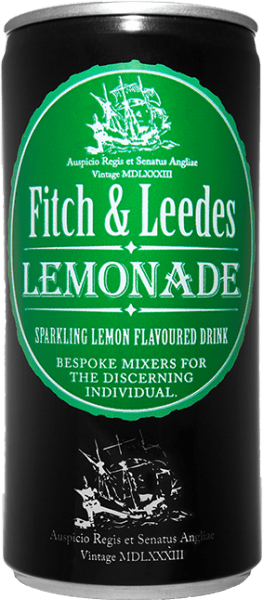 Auspicio Regis et Senatus Angliae
Vintage MDLXXXIII
Fitch & Leedes
LEMONADE
SPARKLING LEMON FLAVOURED DRINK
BESPOKE MIXERS FOR
THE DISCERNING
INDIVIDUAL.
Auspicio Regis et Senatus Angliae
Vintage MDLXXXIII